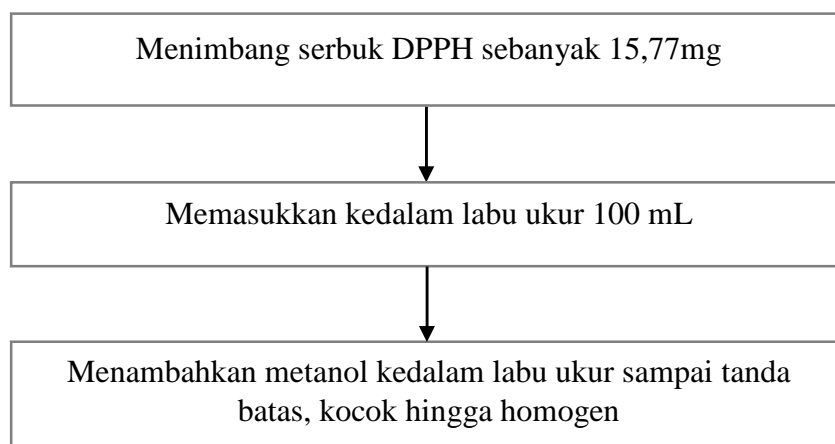 Menimbang serbuk DPPH sebanyak 15,77mg
Memasukkan kedalam labu ukur 100 mL
Menambahkan metanol kedalam labu ukur sampai tanda
batas, kocok hingga homogen